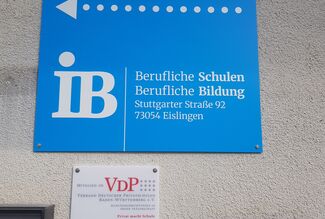 iB
Berufliche Schulen
Berufliche Bildung
Stuttgarter Straße 92
73054 Eislingen
MITGLIED IM VDP
VERBAND DEUTSCHER PRIVATSCHULEN
BADEN-WÜRTTEMBERG E.V.
Privat macht Schule